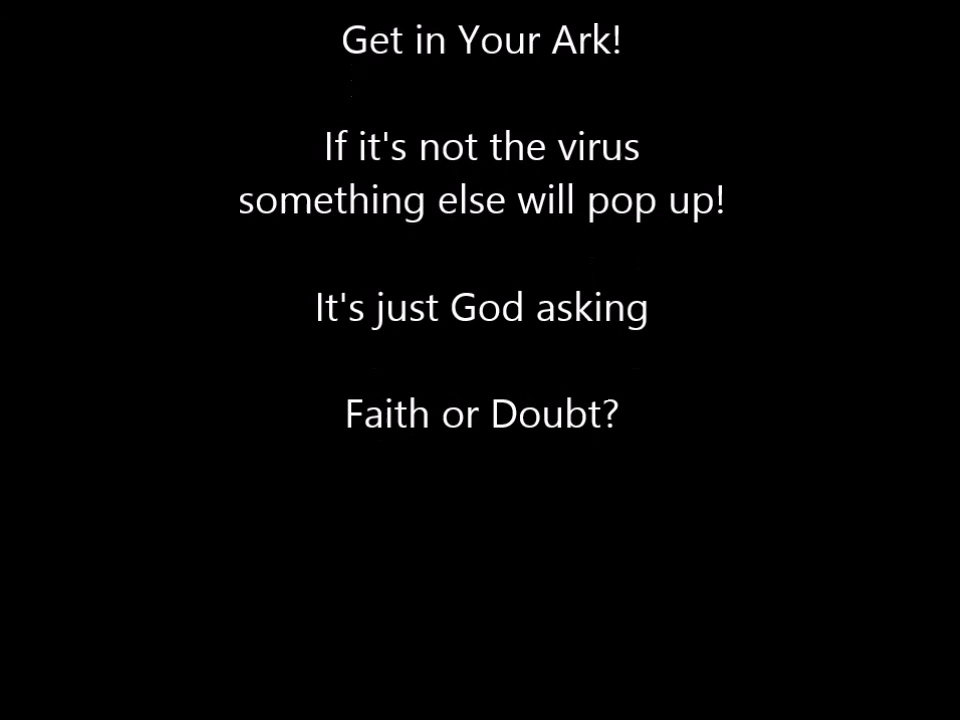 Get in Your Ark!
If it's not the virus
something else will pop up!
It's just God asking
Faith or Doubt?